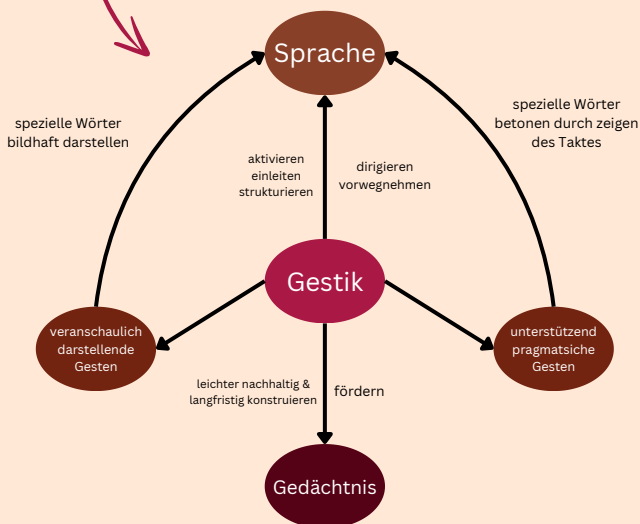 Sprache
spezielle Wörter
bildhaft darstellen
spezielle Wörter
betonen durch zeigen
des Taktes
aktivieren
einleiten
strukturieren
dirigieren
vorwegnehmen
Gestik
veranschaulich
darstellende
Gesten
unterstützend
pragmatsiche
Gesten
leichter nachhaltig &
langfristig konstruieren
fördern
Gedächtnis